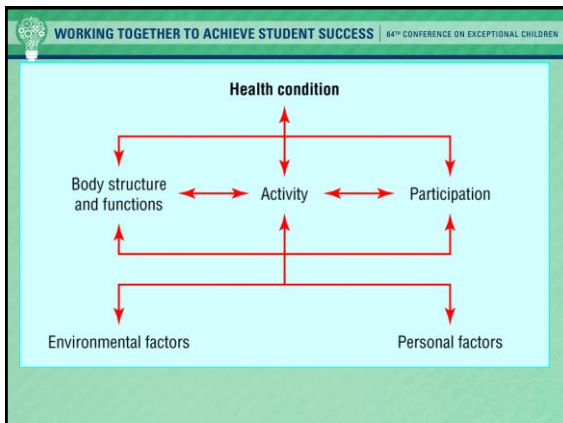 WORKING TOGETHER TO ACHIEVE STUDENT SUCCESS | 64TH CONFERENCE ON EXCEPTIONAL CHILDREN
Health condition
Body structure
and functions
Activity
Participation
Environmental factors
Personal factors